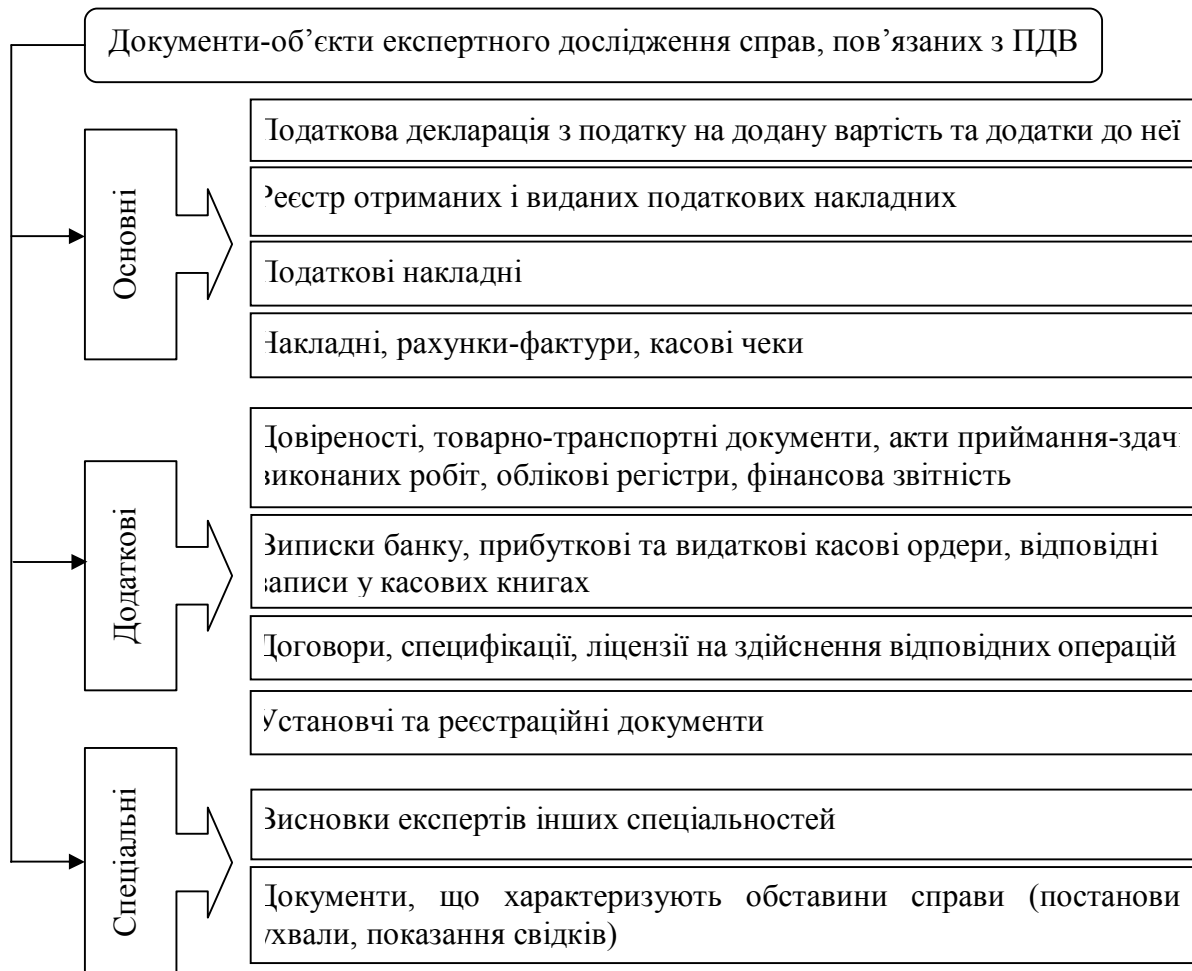 Документи-об’єкти експертного дослідження справ, пов’язаних з ПДВ
Основні
Податкова декларація з податку на додану вартість та додатки до неї
Реєстр отриманих і виданих податкових накладних
Податкові накладні
Накладні, рахунки-фактури, касові чеки
Додаткові
Довіреності, товарно-транспортні документи, акти приймання-здачі
виконаних робіт, облікові регістри, фінансова звітність
Виписки банку, прибуткові та видаткові касові ордери, відповідні
записи у касових книгах
Договори, специфікації, ліцензії на здійснення відповідних операцій
Установчі та реєстраційні документи
Спеціальні
Висновки експертів інших спеціальностей
Документи, що характеризують обставини справи (постанови
ухвали, показання свідків)